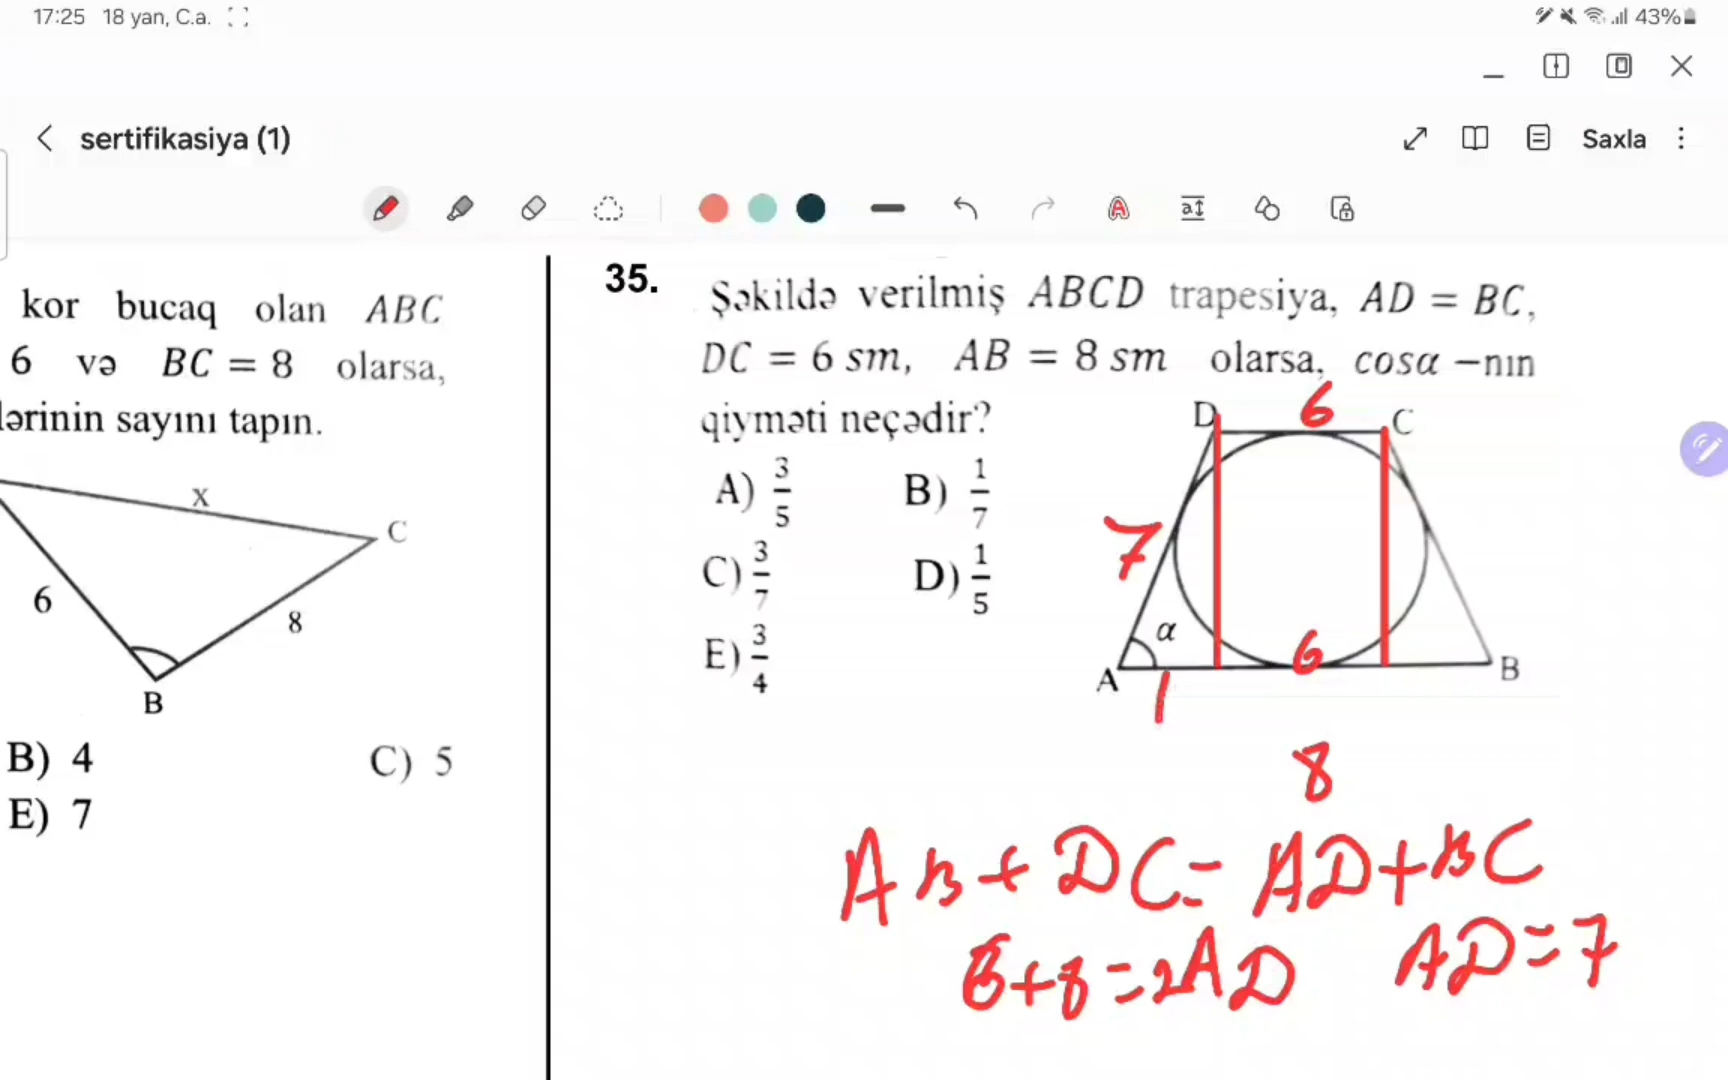 17:25 18 yan, C.a.
43%
sertifikasiya (1)
Saxla
kor bucaq olan ABC
6 və BC = 8 olarsa,
lərinin sayını tapın.
x
C
6
8
B
B) 4
C) 5
E) 7
35.
Şəkildə verilmiş ABCD trapesiya, AD = BC,
DC = 6 sm, AB = 8 sm olarsa, cosα –nın
qiyməti neçədir?
A) 3/5
B) 1/7
C) 3/7
D) 1/5
E) 3/4
D
6
C
7
α
6
A
B
1
8
AB + DC = AD + BC
6+8=2AD
AD=7